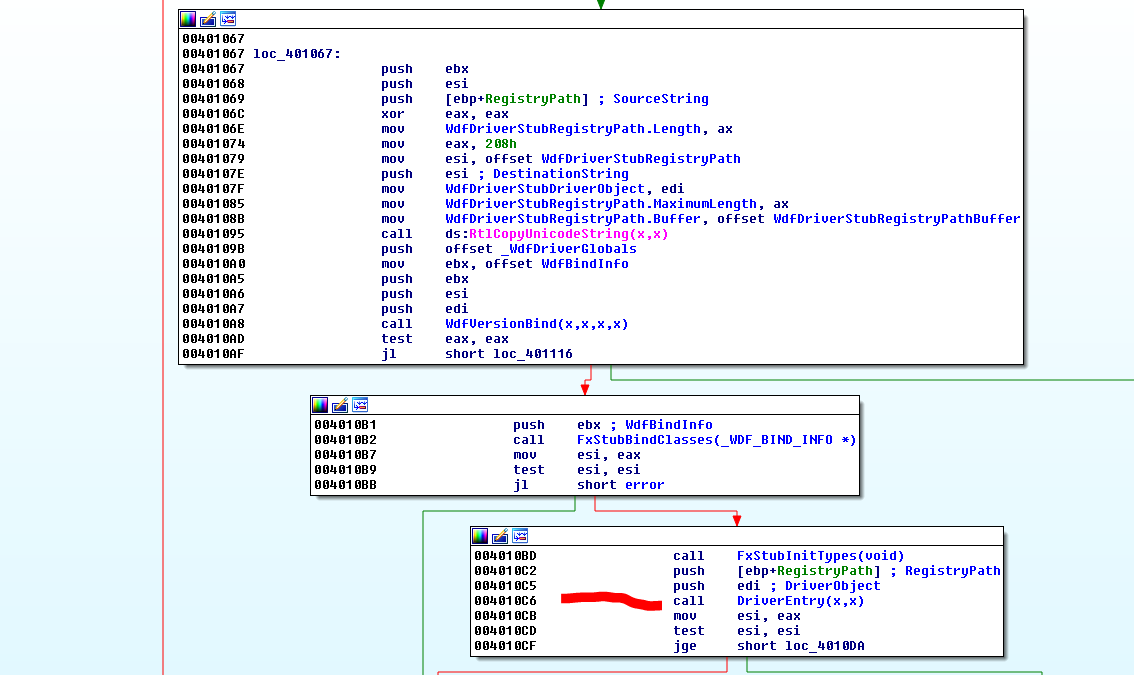 00401067
00401067 loc_401067:
00401067 push ebx
00401068 push esi
00401069 push [ebp+RegistryPath] ; SourceString
0040106C xor eax, eax
0040106E mov WdfDriverStubRegistryPath.Length, ax
00401074 mov eax, 208h
00401079 mov esi, offset WdfDriverStubRegistryPath
0040107E push esi ; DestinationString
0040107F mov WdfDriverStubDriverObject, edi
00401085 mov WdfDriverStubRegistryPath.MaximumLength, ax
0040108B mov WdfDriverStubRegistryPath.Buffer, offset WdfDriverStubRegistryPathBuffer
00401095 call ds:RtlCopyUnicodeString(x,x)
0040109B push offset _WdfDriverGlobals
004010A0 mov ebx, offset WdfBindInfo
004010A5 push ebx
004010A6 push esi
004010A7 push edi
004010A8 call WdfVersionBind(x,x,x,x)
004010AD test eax, eax
004010AF jl short loc_401116
004010B1 push ebx ; WdfBindInfo
004010B2 call FxStubBindClasses(_WDF_BIND_INFO *)
004010B7 mov esi, eax
004010B9 test esi, esi
004010BB jl short error
004010BD call FxStubInitTypes(void)
004010C2 push [ebp+RegistryPath] ; RegistryPath
004010C5 push edi ; DriverObject
004010C6 call DriverEntry(x,x)
004010CB mov esi, eax
004010CD test esi, esi
004010CF jge short loc_4010DA